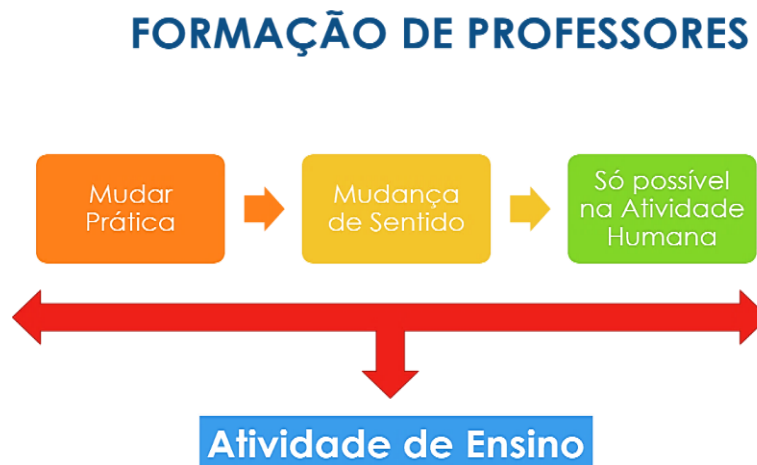 FORMAÇÃO DE PROFESSORES
Mudar
Prática
Mudança
de Sentido
Só possível
na Atividade
Humana
Atividade de Ensino